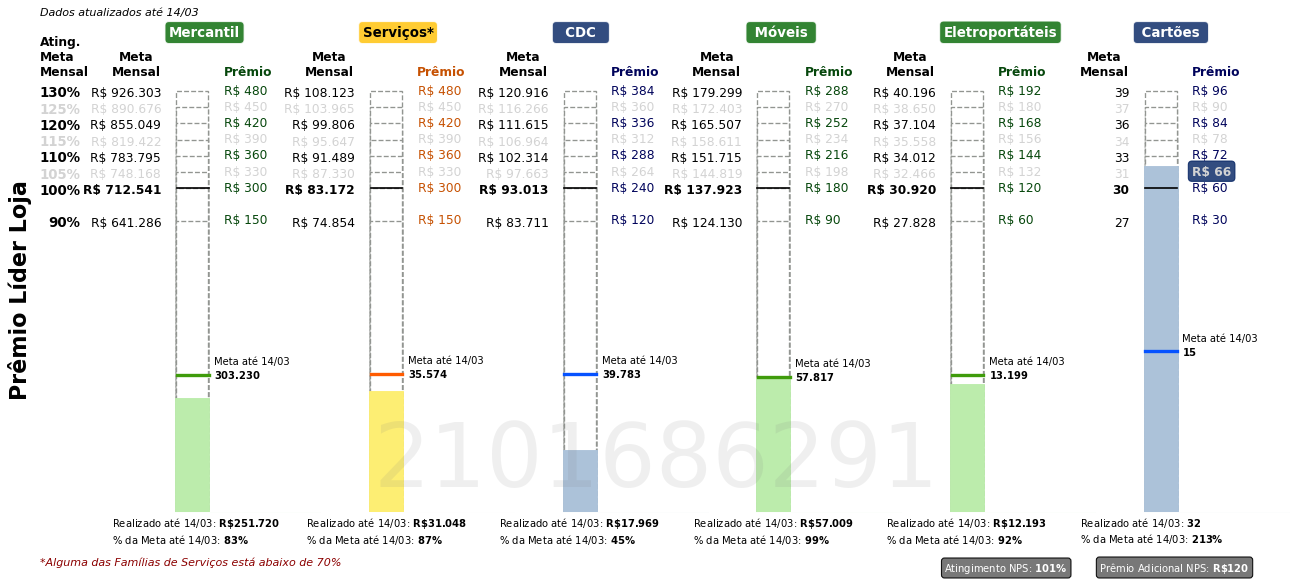 Dados atualizados até 14/03
Mercantil Serviços* CDC Móveis Eletroportáteis Cartões
Ating. Meta Mensal
Meta Mensal Prêmio Meta Mensal Prêmio Meta Mensal Prêmio Meta Mensal Prêmio Meta Mensal Prêmio Meta Mensal Prêmio
130% R$ 926.303 R$ 480 R$ 108.123 R$ 480 R$ 120.916 R$ 384 R$ 179.299 R$ 288 R$ 40.196 R$ 192 39 R$ 96
125% R$ 890.676 R$ 450 R$ 103.965 R$ 450 R$ 116.266 R$ 360 R$ 172.403 R$ 270 R$ 38.650 R$ 180 37 R$ 90
120% R$ 855.049 R$ 420 R$ 99.806 R$ 420 R$ 111.615 R$ 336 R$ 165.507 R$ 252 R$ 37.104 R$ 168 36 R$ 84
115% R$ 819.422 R$ 390 R$ 95.647 R$ 390 R$ 106.964 R$ 312 R$ 158.611 R$ 234 R$ 35.558 R$ 156 34 R$ 78
110% R$ 783.795 R$ 360 R$ 91.489 R$ 360 R$ 102.314 R$ 288 R$ 151.715 R$ 216 R$ 34.012 R$ 144 33 R$ 72
105% R$ 748.168 R$ 330 R$ 87.330 R$ 330 R$ 97.663 R$ 264 R$ 144.819 R$ 198 R$ 32.466 R$ 132 31 R$ 66
100% R$ 712.541 R$ 300 R$ 83.172 R$ 300 R$ 93.013 R$ 240 R$ 137.923 R$ 180 R$ 30.920 R$ 120 30 R$ 60
90% R$ 641.286 R$ 150 R$ 74.854 R$ 150 R$ 83.711 R$ 120 R$ 124.130 R$ 90 R$ 27.828 R$ 60 27 R$ 30
Prêmio Líder Loja
Meta até 14/03 Meta até 14/03 Meta até 14/03 Meta até 14/03 Meta até 14/03 Meta até 14/03
303.230 35.574 39.783 57.817 13.199 15
2101686291
Realizado até 14/03: R$251.720 Realizado até 14/03: R$31.048 Realizado até 14/03: R$17.969 Realizado até 14/03: R$57.009 Realizado até 14/03: R$12.193 Realizado até 14/03: 32
% da Meta até 14/03: 83% % da Meta até 14/03: 87% % da Meta até 14/03: 45% % da Meta até 14/03: 99% % da Meta até 14/03: 92% % da Meta até 14/03: 213%
*Alguma das Famílias de Serviços está abaixo de 70%
Atingimento NPS: 101% Prêmio Adicional NPS: R$120